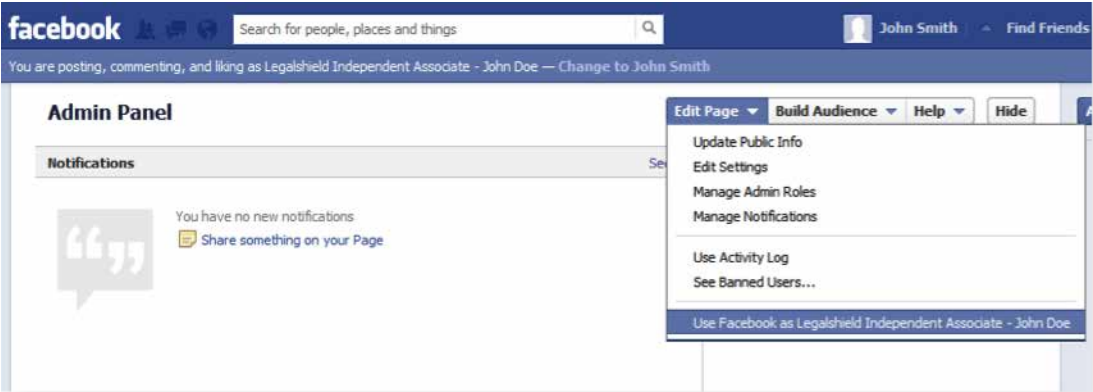 facebook
Search for people, places and things
John Smith
Find Friends
You are posting, commenting, and liking as Legalshield Independent Associate - John Doe — Change to John Smith
Admin Panel
Edit Page
Build Audience
Help
Hide
Notifications
Update Public Info
Edit Settings
Manage Admin Roles
Manage Notifications
You have no new notifications
Share something on your Page
Use Activity Log
See Banned Users...
Use Facebook as Legalshield Independent Associate - John Doe